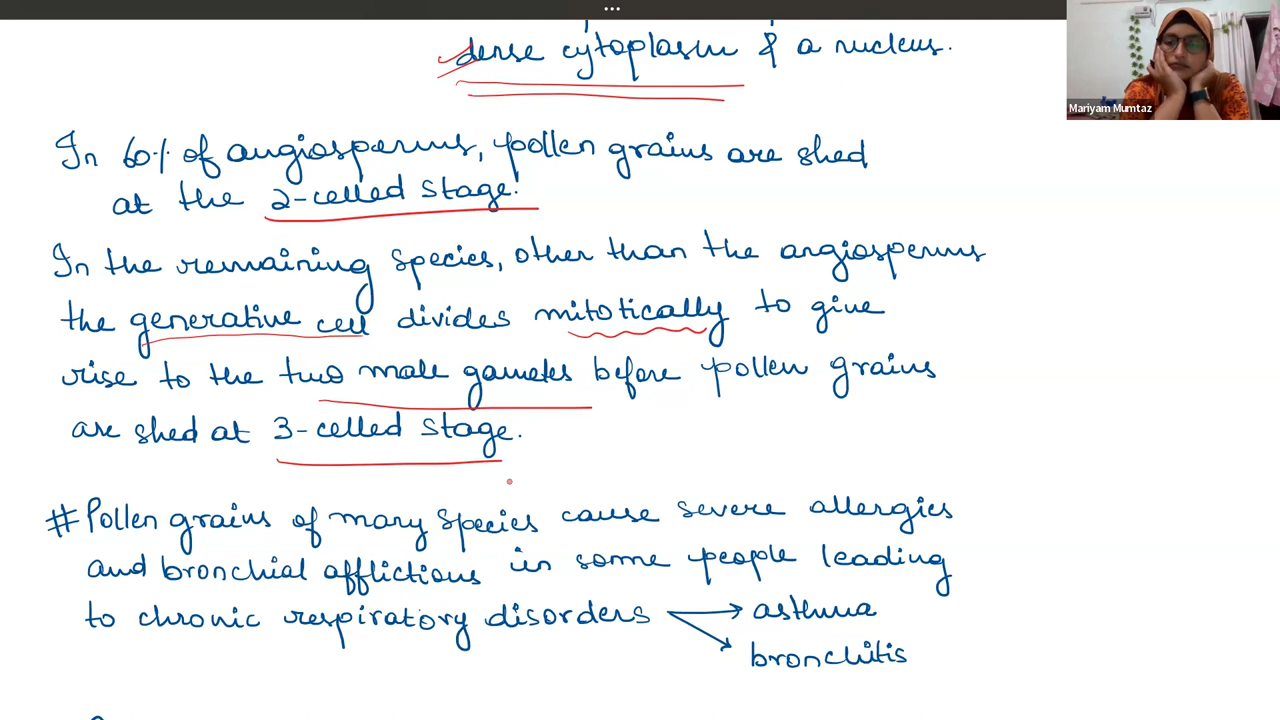 dense cytoplasm & a nucleus.
Mariyam Mumtaz
In 60% of angiosperms, pollen grains are shed
at the 2-celled stage.
In the remaining species, other than the angiosperms
the generative cell divides mitotically to give
rise to the two male gametes before pollen grains
are shed at 3-celled stage.
# Pollen grains of many species cause severe allergies
and bronchial afflictions in some people leading
to chronic respiratory disorders → asthma
bronchitis